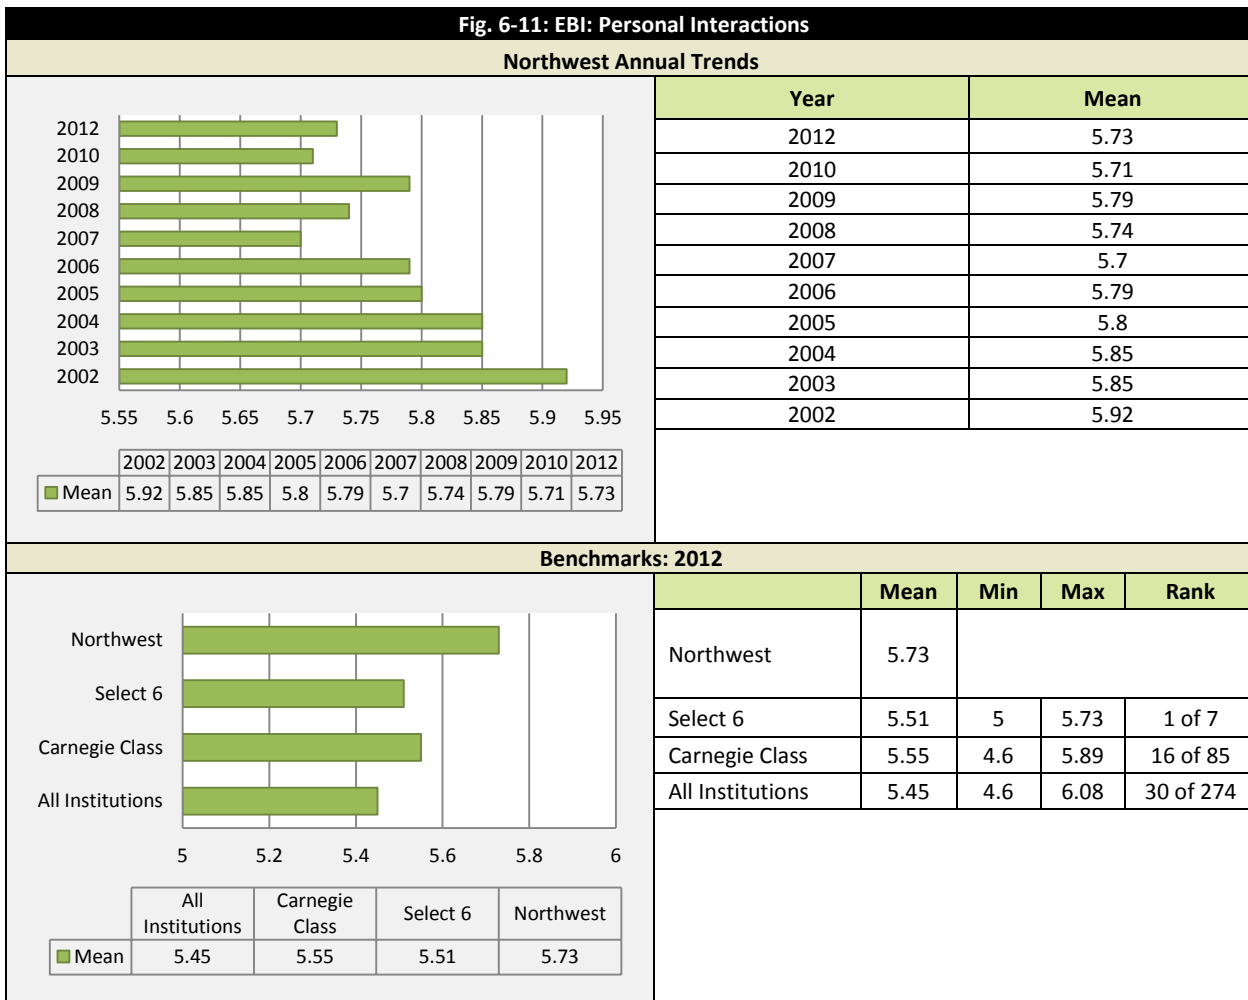 Fig. 6-11: EBI: Personal Interactions
Northwest Annual Trends
2012
2010
2009
2008
2007
2006
2005
2004
2003
2002
5.55 5.6 5.65 5.7 5.75 5.8 5.85 5.9 5.95
2002 2003 2004 2005 2006 2007 2008 2009 2010 2012
Mean 5.92 5.85 5.85 5.8 5.79 5.7 5.74 5.79 5.71 5.73
Year Mean
2012 5.73
2010 5.71
2009 5.79
2008 5.74
2007 5.7
2006 5.79
2005 5.8
2004 5.85
2003 5.85
2002 5.92
Benchmarks: 2012
Northwest
Select 6
Carnegie Class
All Institutions
5 5.2 5.4 5.6 5.8 6
All
Institutions
Carnegie
Class
Select 6
Northwest
Mean 5.45 5.55 5.51 5.73
Mean Min Max Rank
Northwest 5.73
Select 6 5.51 5 5.73 1 of 7
Carnegie Class 5.55 4.6 5.89 16 of 85
All Institutions 5.45 4.6 6.08 30 of 274